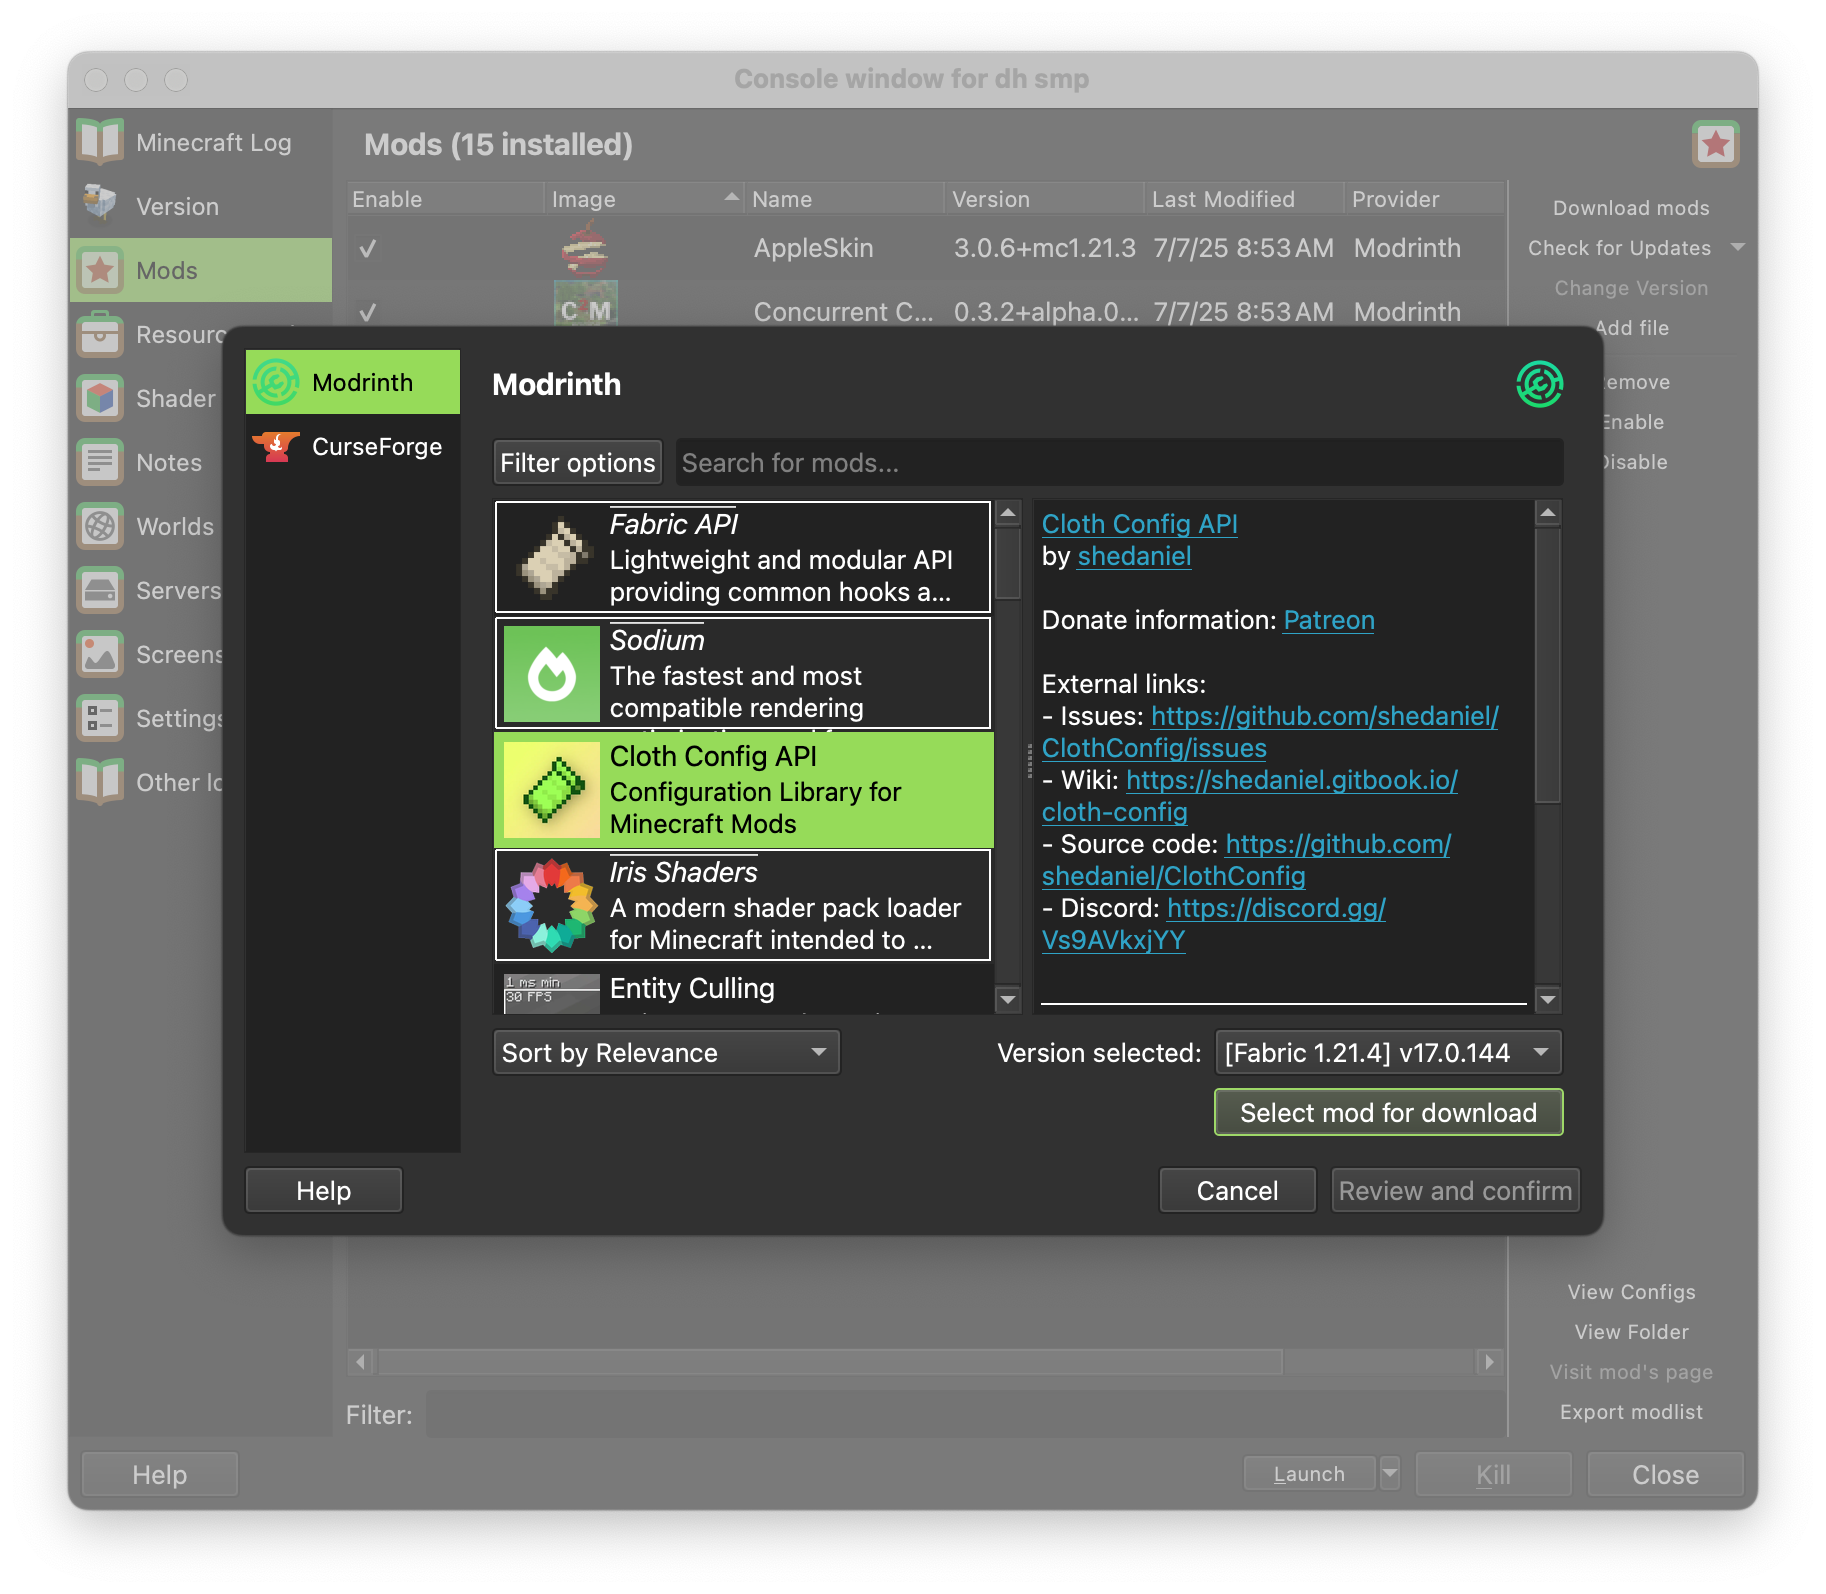 Console window for dh smp
Minecraft Log
Version
Mods
Shader
Notes
Worlds
Servers
Screens
Settings
Mods (15 installed)
Enable Image Name Version Last Modified Provider
AppleSkin 3.0.6+mc1.21.3 7/7/25 8:53 AM Modrinth
C M
Concurrent C... 0.3.2+alpha.0... 7/7/25 8:53 AM Modrinth
Download mods
Check for Updates
Change Version
Add file
Enable
Disable
Modrinth
CurseForge
Modrinth
Filter options
Search for mods...
Fabric API
Lightweight and modular API
providing common hooks a...
Sodium
The fastest and most
compatible rendering
Cloth Config API
Configuration Library for
Minecraft Mods
Iris Shaders
A modern shader pack loader
for Minecraft intended to ...
1 ms min
30 FPS
Entity Culling
Cloth Config API
by shedaniel
Donate information: Patreon
External links:
- Issues: https://github.com/shedaniel/
ClothConfig/issues
- Wiki: https://shedaniel.gitbook.io/
cloth-config
- Source code: https://github.com/
shedaniel/ClothConfig
- Discord: https://discord.gg/
Vs9AVkxjYY
Sort by Relevance
Version selected: [Fabric 1.21.4] v17.0.144
Select mod for download
Help
Cancel
Review and confirm
View Configs
View Folder
Visit mod's page
Export modlist
Filter:
Help
Launch
Kill
Close